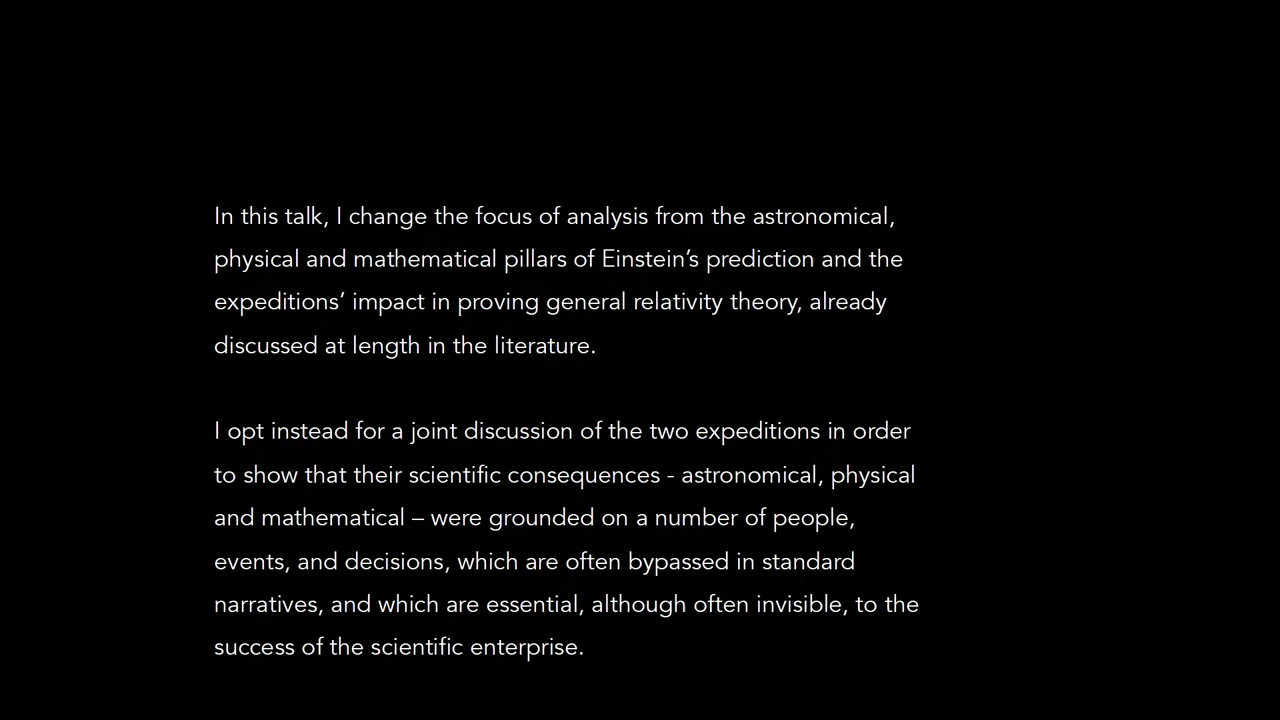 In this talk, I change the focus of analysis from the astronomical,
physical and mathematical pillars of Einstein’s prediction and the
expeditions’ impact in proving general relativity theory, already
discussed at length in the literature.
I opt instead for a joint discussion of the two expeditions in order
to show that their scientific consequences - astronomical, physical
and mathematical – were grounded on a number of people,
events, and decisions, which are often bypassed in standard
narratives, and which are essential, although often invisible, to the
success of the scientific enterprise.